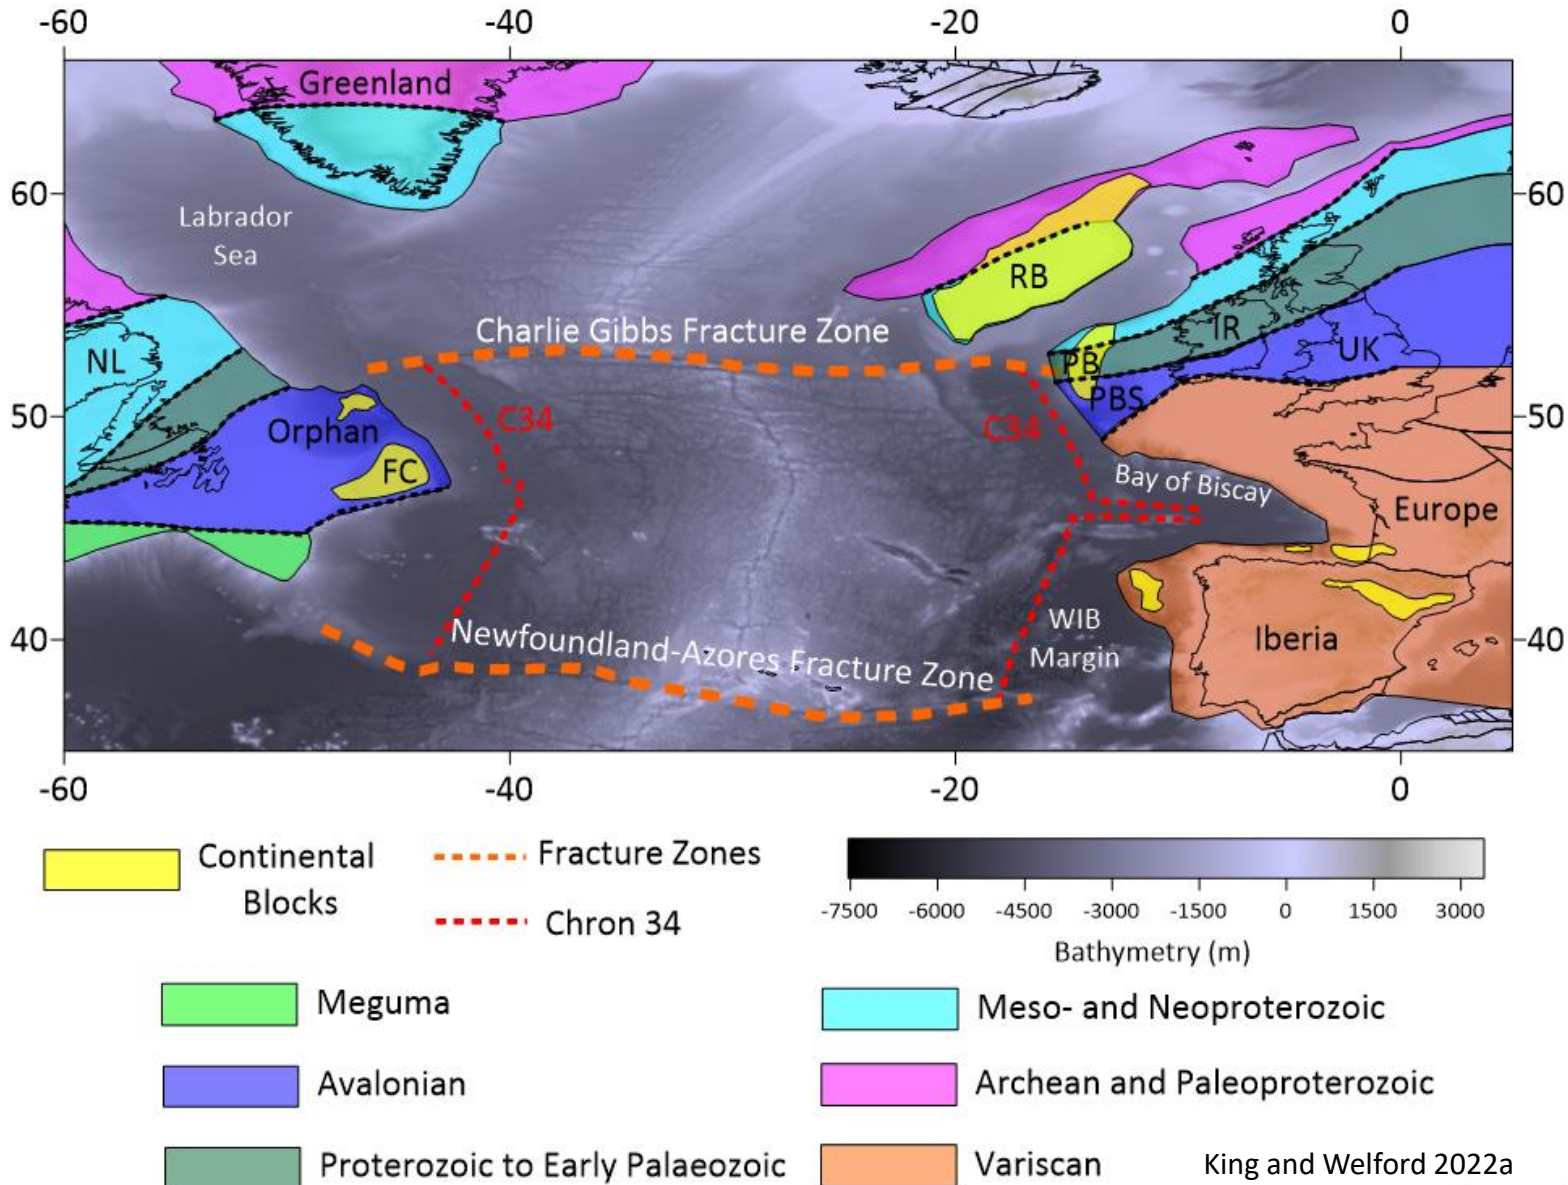 -60 -40 -20 0
Greenland
60 60
Labrador
Sea
RB
Charlie Gibbs Fracture Zone
NL
IR
UK
PB
PBS
50 50
C34 C34
Orphan
FC
Bay of Biscay
Europe
40 40
Newfoundland-Azores Fracture Zone
WIB
Margin
Iberia
-60 -40 -20 0
Continental
Blocks
Fracture Zones
Chron 34
-7500 -6000 -4500 -3000 -1500 0 1500 3000
Bathymetry (m)
Meguma
Meso- and Neoproterozoic
Avalonian
Archean and Paleoproterozoic
Proterozoic to Early Palaeozoic
Variscan
King and Welford 2022a